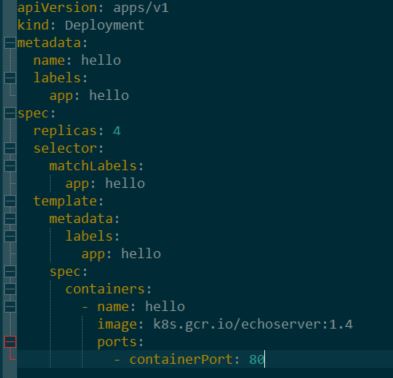 apiVersion: apps/v1
kind: Deployment
metadata:
  name: hello
  labels:
    app: hello
spec:
  replicas: 4
  selector:
    matchLabels:
      app: hello
  template:
    metadata:
      labels:
        app: hello
    spec:
      containers:
        - name: hello
          image: k8s.gcr.io/echoserver:1.4
          ports:
            - containerPort: 80